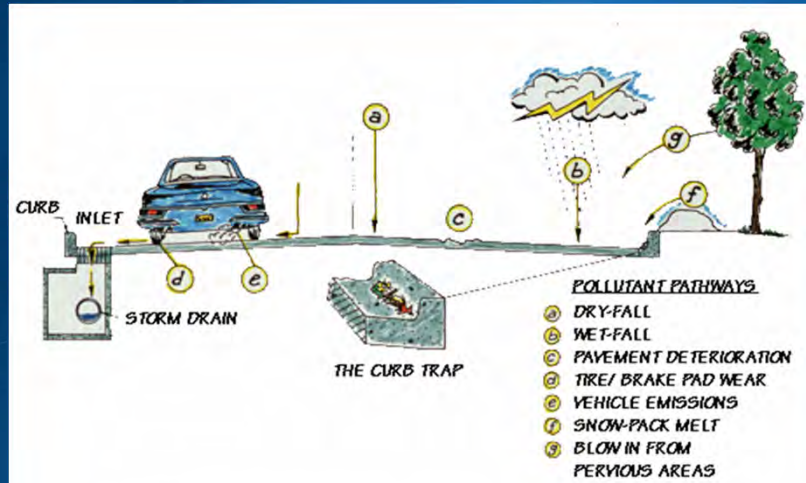 a
b
g
f
c
CURB
INLET
d
e
STORM DRAIN
THE CURB TRAP
POLLUTANT PATHWAYS
a DRY-FALL
b WET-FALL
c PAVEMENT DETERIORATION
d TIRE/ BRAKE PAD WEAR
e VEHICLE EMISSIONS
f SNOW-PACK MELT
g BLOW IN FROM
PERVIOUS AREAS